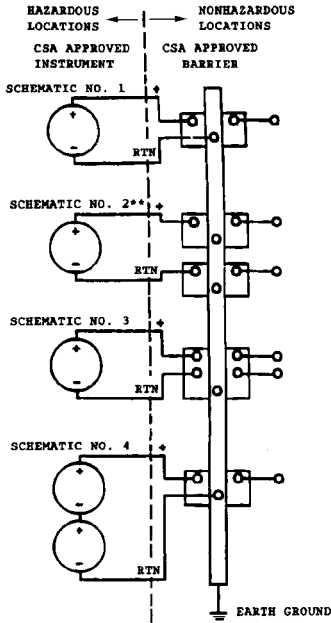 HAZARDOUS LOCATIONS
NONHAZARDOUS LOCATIONS
CSA APPROVED INSTRUMENT
CSA APPROVED BARRIER
SCHEMATIC NO. 1
+
+
-
RTN
SCHEMATIC NO. 2**
+
+
-
RTN
SCHEMATIC NO. 3
+
+
-
RTN
SCHEMATIC NO. 4
+
+
-
+
-
RTN
EARTH GROUND